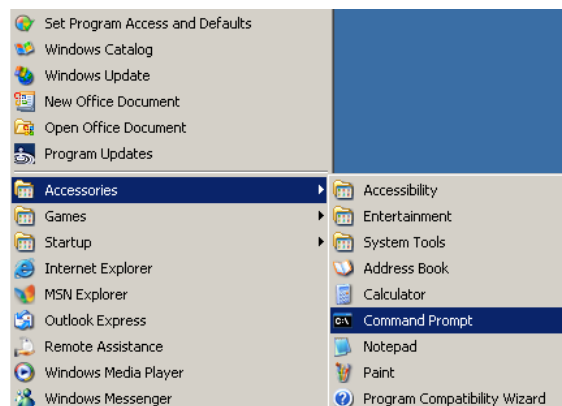 Set Program Access and Defaults
Windows Catalog
Windows Update
New Office Document
Open Office Document
Program Updates
Accessories
Games
Startup
Internet Explorer
MSN Explorer
Outlook Express
Remote Assistance
Windows Media Player
Windows Messenger
Accessibility
Entertainment
System Tools
Address Book
Calculator
C:\
Command Prompt
Notepad
Paint
Program Compatibility Wizard